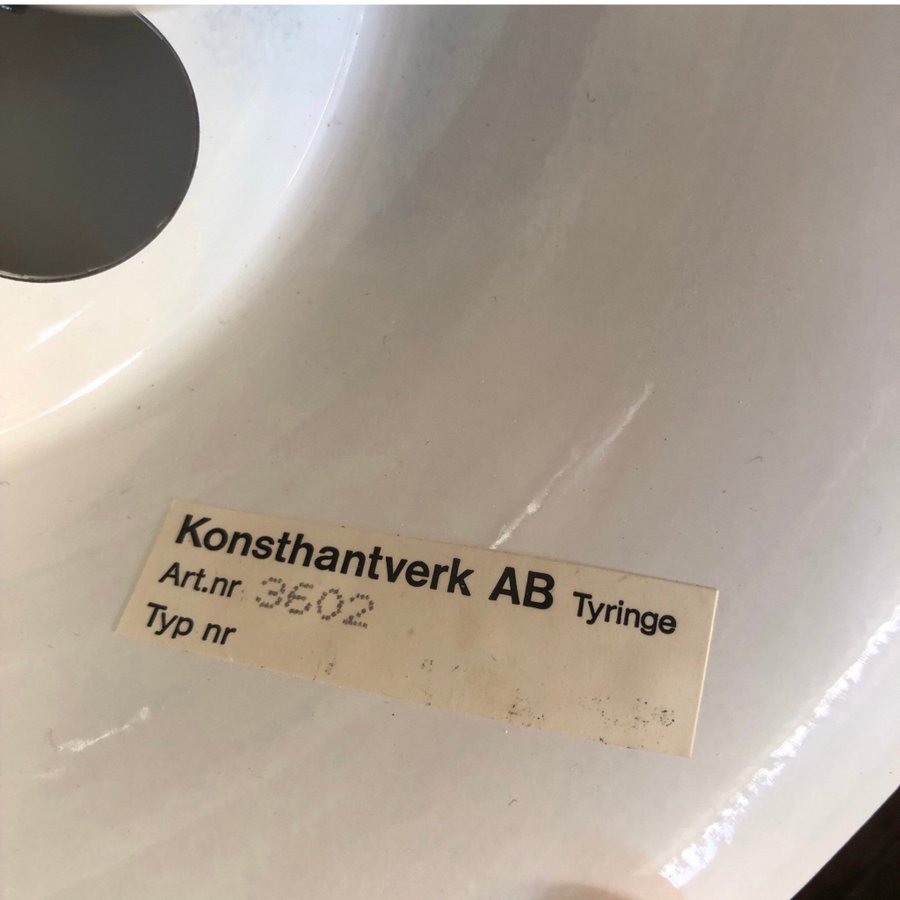 Konsthantverk AB Tyringe
Art.nr 3602
Typ nr